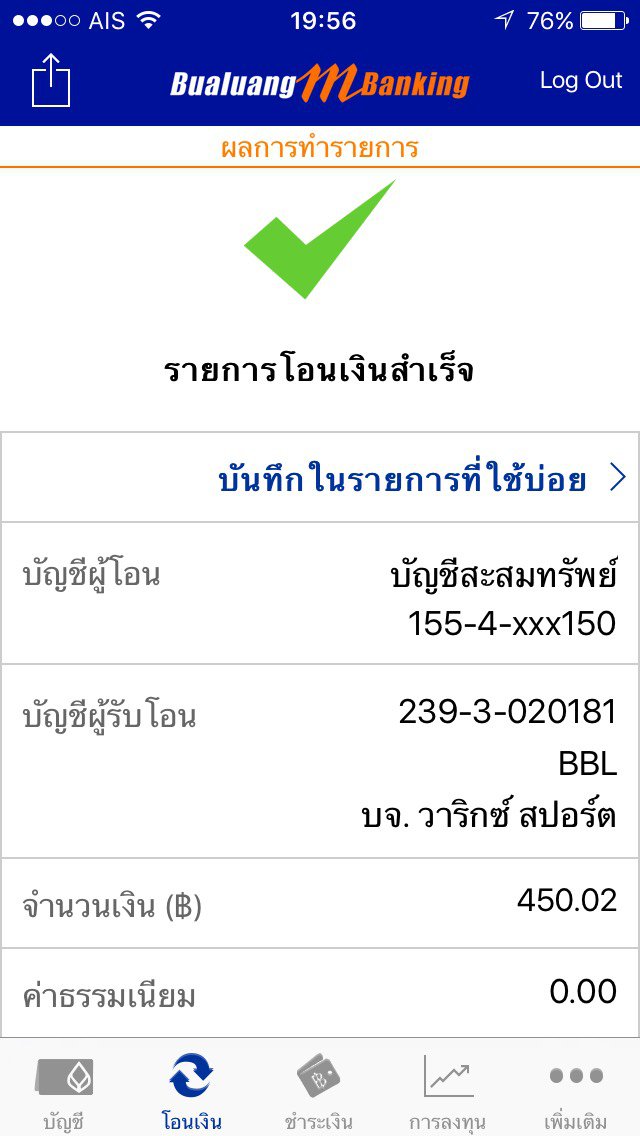 AIS 19:56 76%
BualuangmBanking Log Out
ผลการทำรายการ
รายการโอนเงินสำเร็จ
บันทึกในรายการที่ใช้บ่อย
บัญชีผู้โอน บัญชีสะสมทรัพย์
155-4-xxx150
บัญชีผู้รับโอน 239-3-020181
BBL
บจ. วาริกซ์ สปอร์ต
จำนวนเงิน (฿) 450.02
ค่าธรรมเนียม 0.00
บัญชี โอนเงิน ชำระเงิน การลงทุน เพิ่มเติม